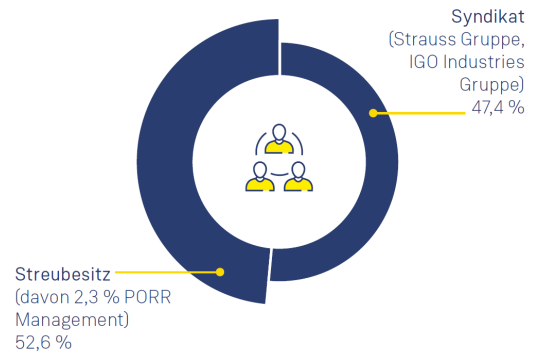 Syndikat
(Strauss Gruppe,
IGO Industries
Gruppe)
47,4 %
Streubesitz
(davon 2,3 % PORR
Management)
52,6 %